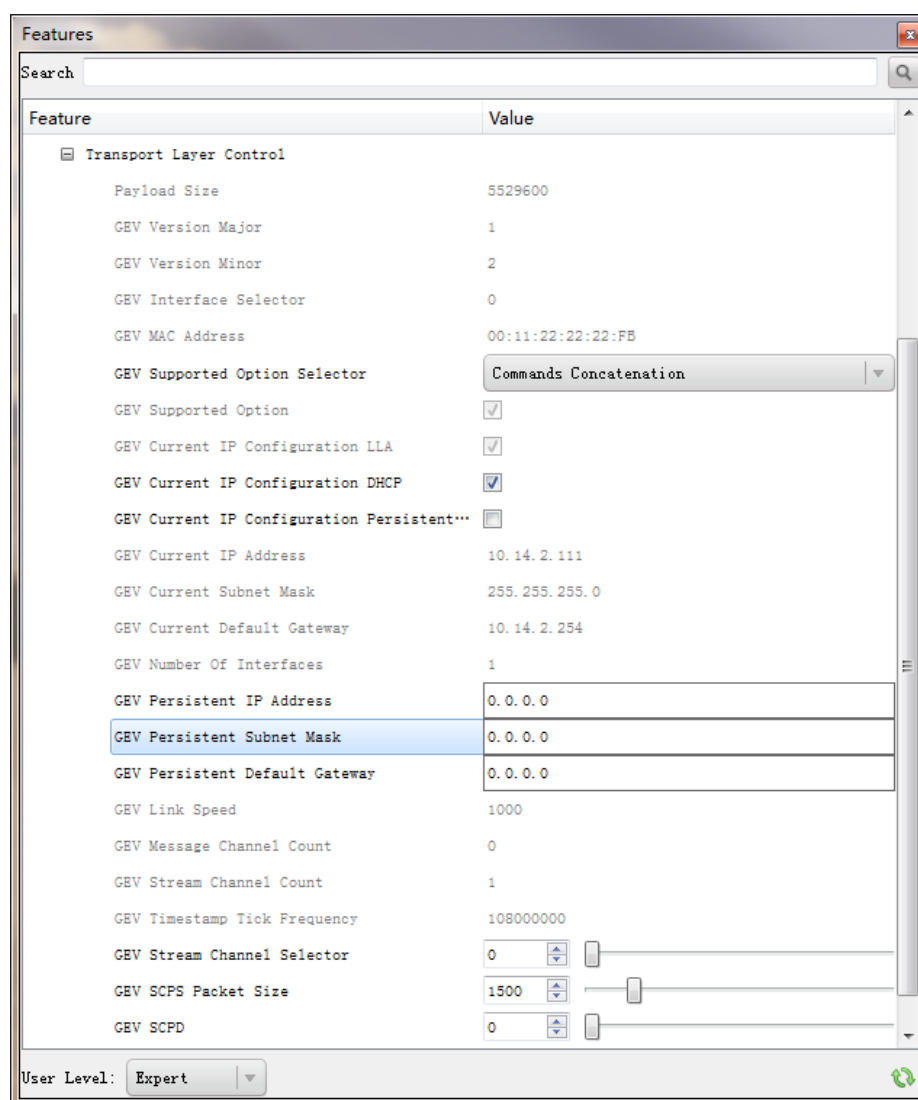 Features
Search
Feature Value
Transport Layer Control
Payload Size 5529600
GEV Version Major 1
GEV Version Minor 2
GEV Interface Selector 0
GEV MAC Address 00:11:22:22:22:FB
GEV Supported Option Selector Commands Concatenation
GEV Supported Option
GEV Current IP Configuration LLA
GEV Current IP Configuration DHCP
GEV Current IP Configuration Persistent···
GEV Current IP Address 10.14.2.111
GEV Current Subnet Mask 255.255.255.0
GEV Current Default Gateway 10.14.2.254
GEV Number Of Interfaces 1
GEV Persistent IP Address 0.0.0.0
GEV Persistent Subnet Mask 0.0.0.0
GEV Persistent Default Gateway 0.0.0.0
GEV Link Speed 1000
GEV Message Channel Count 0
GEV Stream Channel Count 1
GEV Timestamp Tick Frequency 108000000
GEV Stream Channel Selector 0
GEV SCPS Packet Size 1500
GEV SCPD 0
User Level: Expert